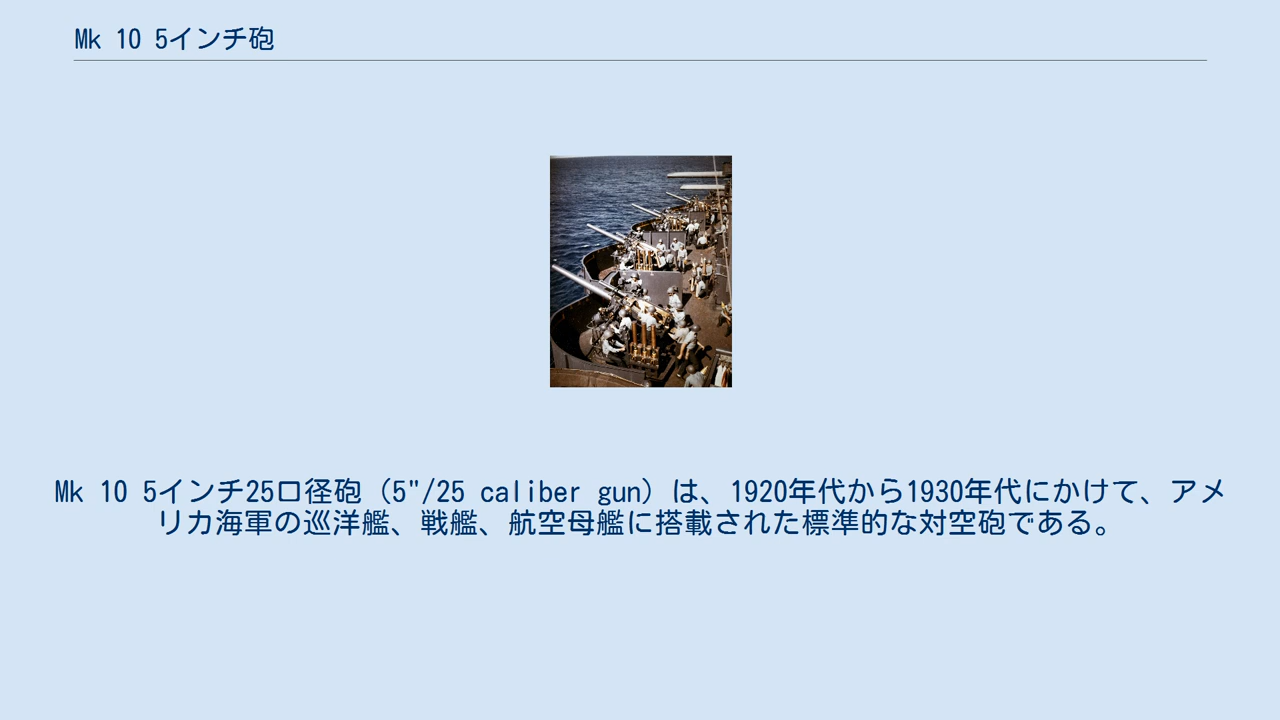 Mk 10 5インチ砲
Mk 10 5インチ25口径砲（5"/25 caliber gun）は、1920年代から1930年代にかけて、アメ
リカ海軍の巡洋艦、戦艦、航空母艦に搭載された標準的な対空砲である。